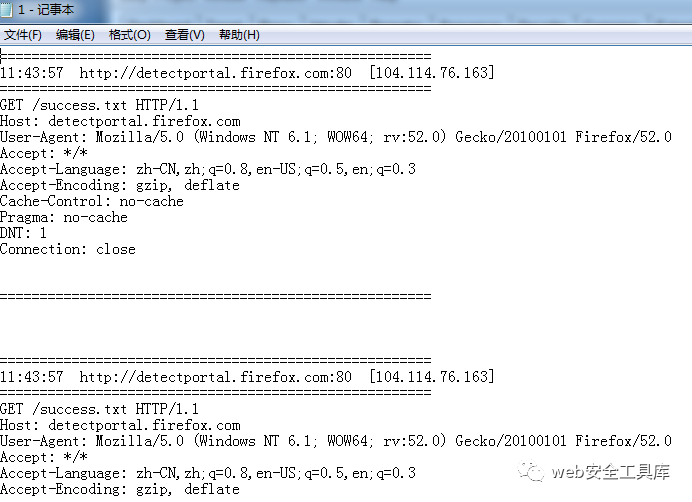 1 - 记事本
文件(F) 编辑(E) 格式(O) 查看(V) 帮助(H)
======================================================
11:43:57  http://detectportal.firefox.com:80  [104.114.76.163]
======================================================
GET /success.txt HTTP/1.1
Host: detectportal.firefox.com
User-Agent: Mozilla/5.0 (Windows NT 6.1; WOW64; rv:52.0) Gecko/20100101 Firefox/52.0
Accept: */*
Accept-Language: zh-CN,zh;q=0.8,en-US;q=0.5,en;q=0.3
Accept-Encoding: gzip, deflate
Cache-Control: no-cache
Pragma: no-cache
DNT: 1
Connection: close
======================================================
======================================================
11:43:57  http://detectportal.firefox.com:80  [104.114.76.163]
======================================================
GET /success.txt HTTP/1.1
Host: detectportal.firefox.com
User-Agent: Mozilla/5.0 (Windows NT 6.1; WOW64; rv:52.0) Gecko/20100101 Firefox/52.0
Accept: */*
Accept-Language: zh-CN,zh;q=0.8,en-US;q=0.5,en;q=0.3
web安全工具库
Accept-Encoding: gzip, deflate